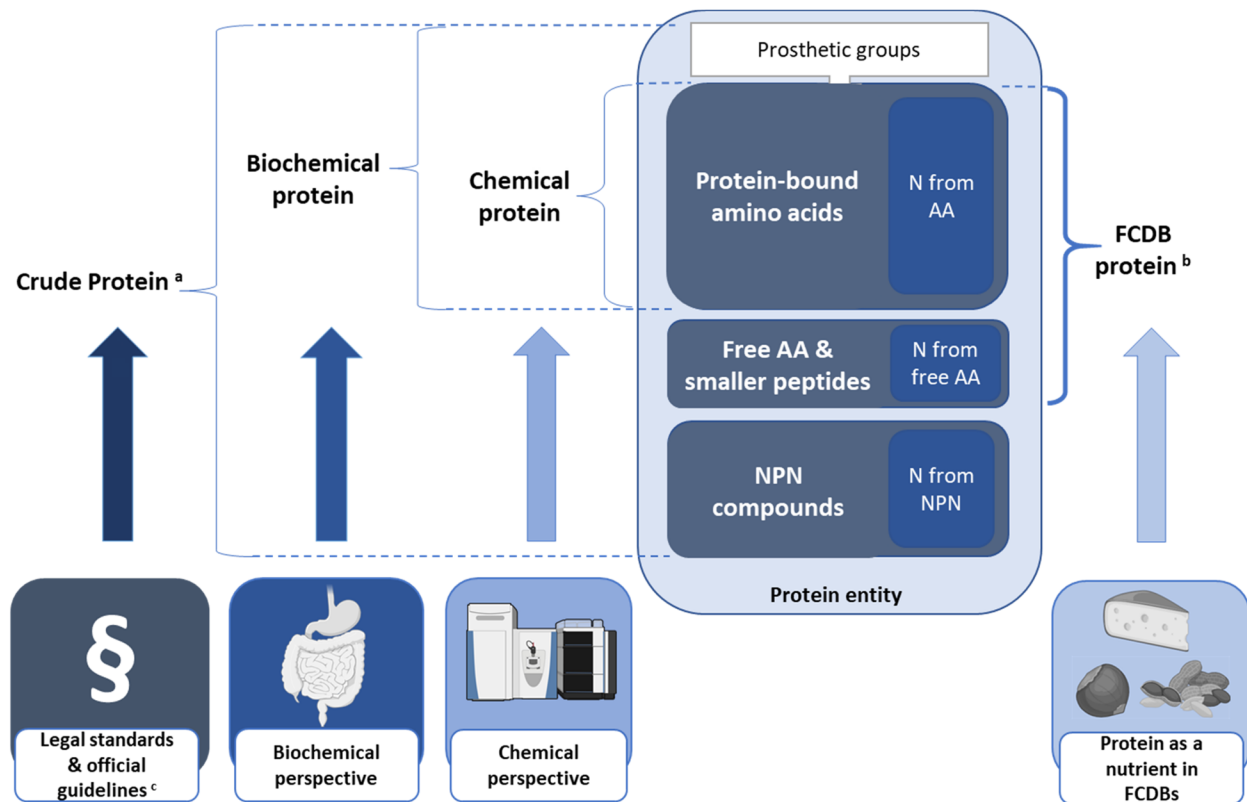 Prosthetic groups
Biochemical
protein
Chemical
protein
Protein-bound
amino acids
N from
AA
Crude Protein a
FCDB
protein b
Free AA &
smaller peptides
N from
free AA
NPN
compounds
N from
NPN
Protein entity
§
Legal standards
& official
guidelines c
Biochemical
perspective
Chemical
perspective
Protein as a
nutrient in
FCDBs